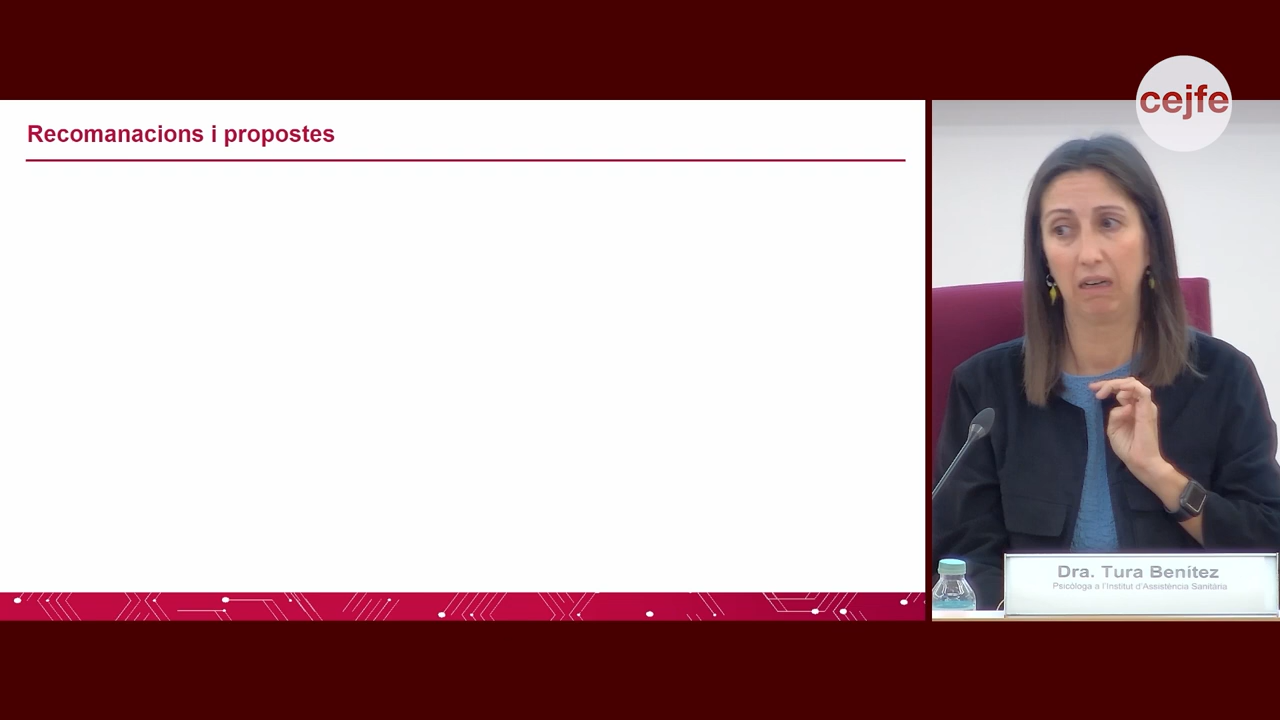 cejfe
Recomanacions i propostes
Dra. Tura Benítez
Psicòloga a l'Institut d'Assistència Sanitària